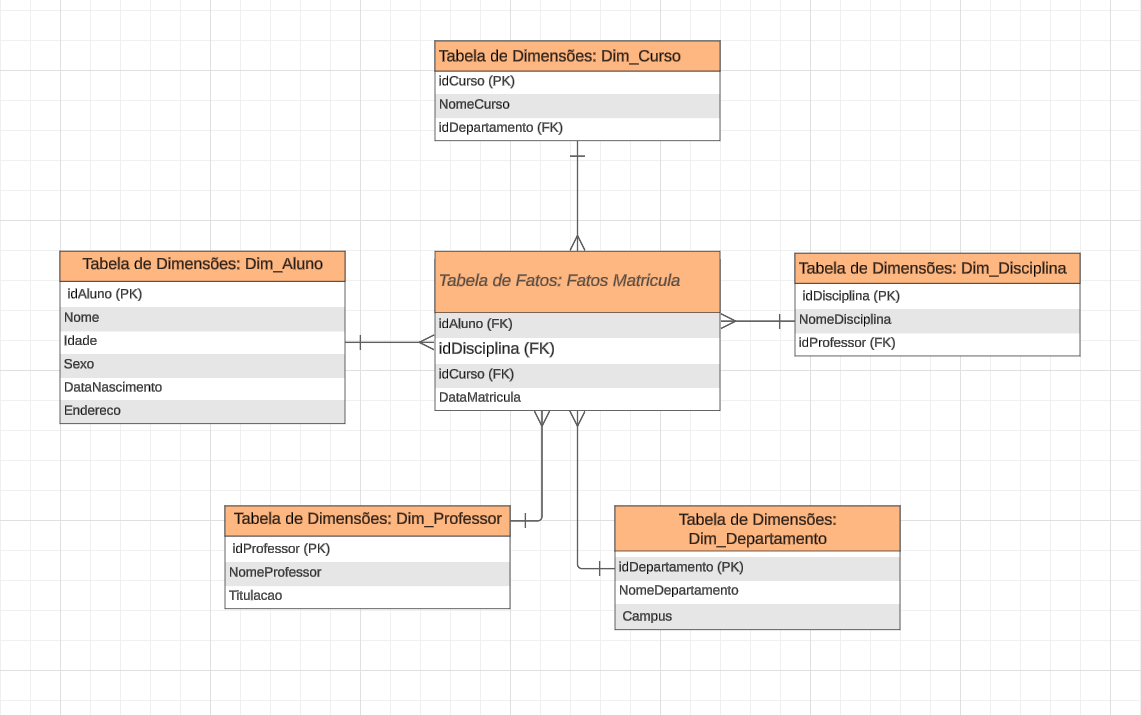 Tabela de Dimensões: Dim_Curso
idCurso (PK)
NomeCurso
idDepartamento (FK)
Tabela de Dimensões: Dim_Aluno
idAluno (PK)
Nome
Idade
Sexo
DataNascimento
Endereco
Tabela de Fatos: Fatos Matricula
idAluno (FK)
idDisciplina (FK)
idCurso (FK)
DataMatricula
Tabela de Dimensões: Dim_Disciplina
idDisciplina (PK)
NomeDisciplina
idProfessor (FK)
Tabela de Dimensões: Dim_Professor
idProfessor (PK)
NomeProfessor
Titulacao
Tabela de Dimensões:
Dim_Departamento
idDepartamento (PK)
NomeDepartamento
Campus